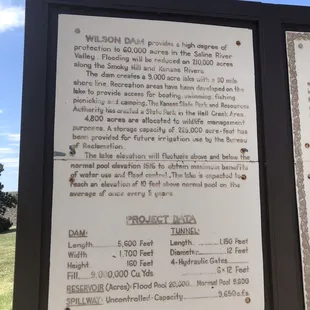 WILSON DAM provides a high degree of
protection to 60,000 acres in the Saline River
Valley. Flooding will be reduced on 210,000 acres
along the Smoky Hill and Kansas Rivers.
The dam creates a 9,000 acre lake with a 100 mile
shore line. Recreation areas have been developed on the
lake to provide access for boating, swimming, fishing
picnicking and camping. The Kansas State Park and Resources
Authority has created a State Park in the Hell Creek Area.
4,800 acres are allocated to wildlife management
purposes. A storage capacity of 225,000 acre-feet has
been provided for future irrigation use by the Bureau
of Reclamation.
The lake elevation will fluctuate above and below the
normal pool elevation 1516 to obtain maximum benefits
of water use and flood control. The lake is expected to
reach an elevation of 10 feet above normal pool on the
average of once every 5 years.
PROJECT DATA
DAM:
Length 5,600 Feet
Width 1,700 Feet
Height 160 Feet
Fill 9,000,000 Cu.Yds
TUNNEL:
Length 1,150 Feet
Diameter 12 Feet
4-Hydraulic Gates
6×12 Feet
RESERVOIR (Acres)-Flood Pool 20,000 Normal Pool 9,000
SPILLWAY: Uncontrolled-Capacity